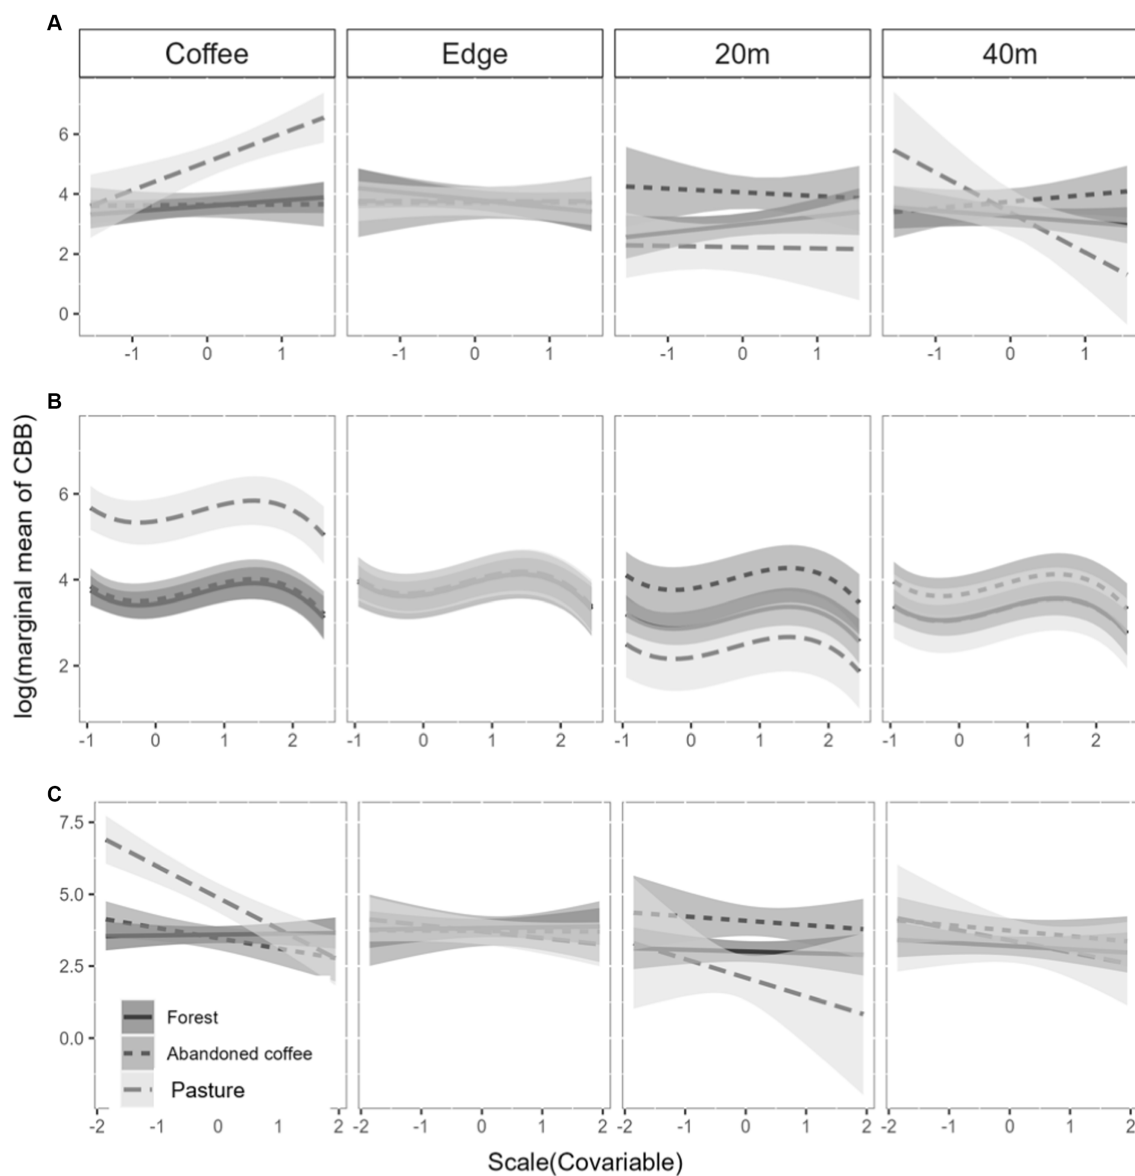 A
Coffee Edge 20m 40m
6
4
2
0
-1 0 1 -1 0 1 -1 0 1 -1 0 1
B
log(marginal mean of CBB)
6
4
2
-1 0 1 2 -1 0 1 2 -1 0 1 2 -1 0 1 2
C
7.5
5.0
2.5
0.0
Forest
Abandoned coffee
Pasture
-2 -1 0 1 2 -2 -1 0 1 2 -2 -1 0 1 2 -2 -1 0 1 2
Scale(Covariable)